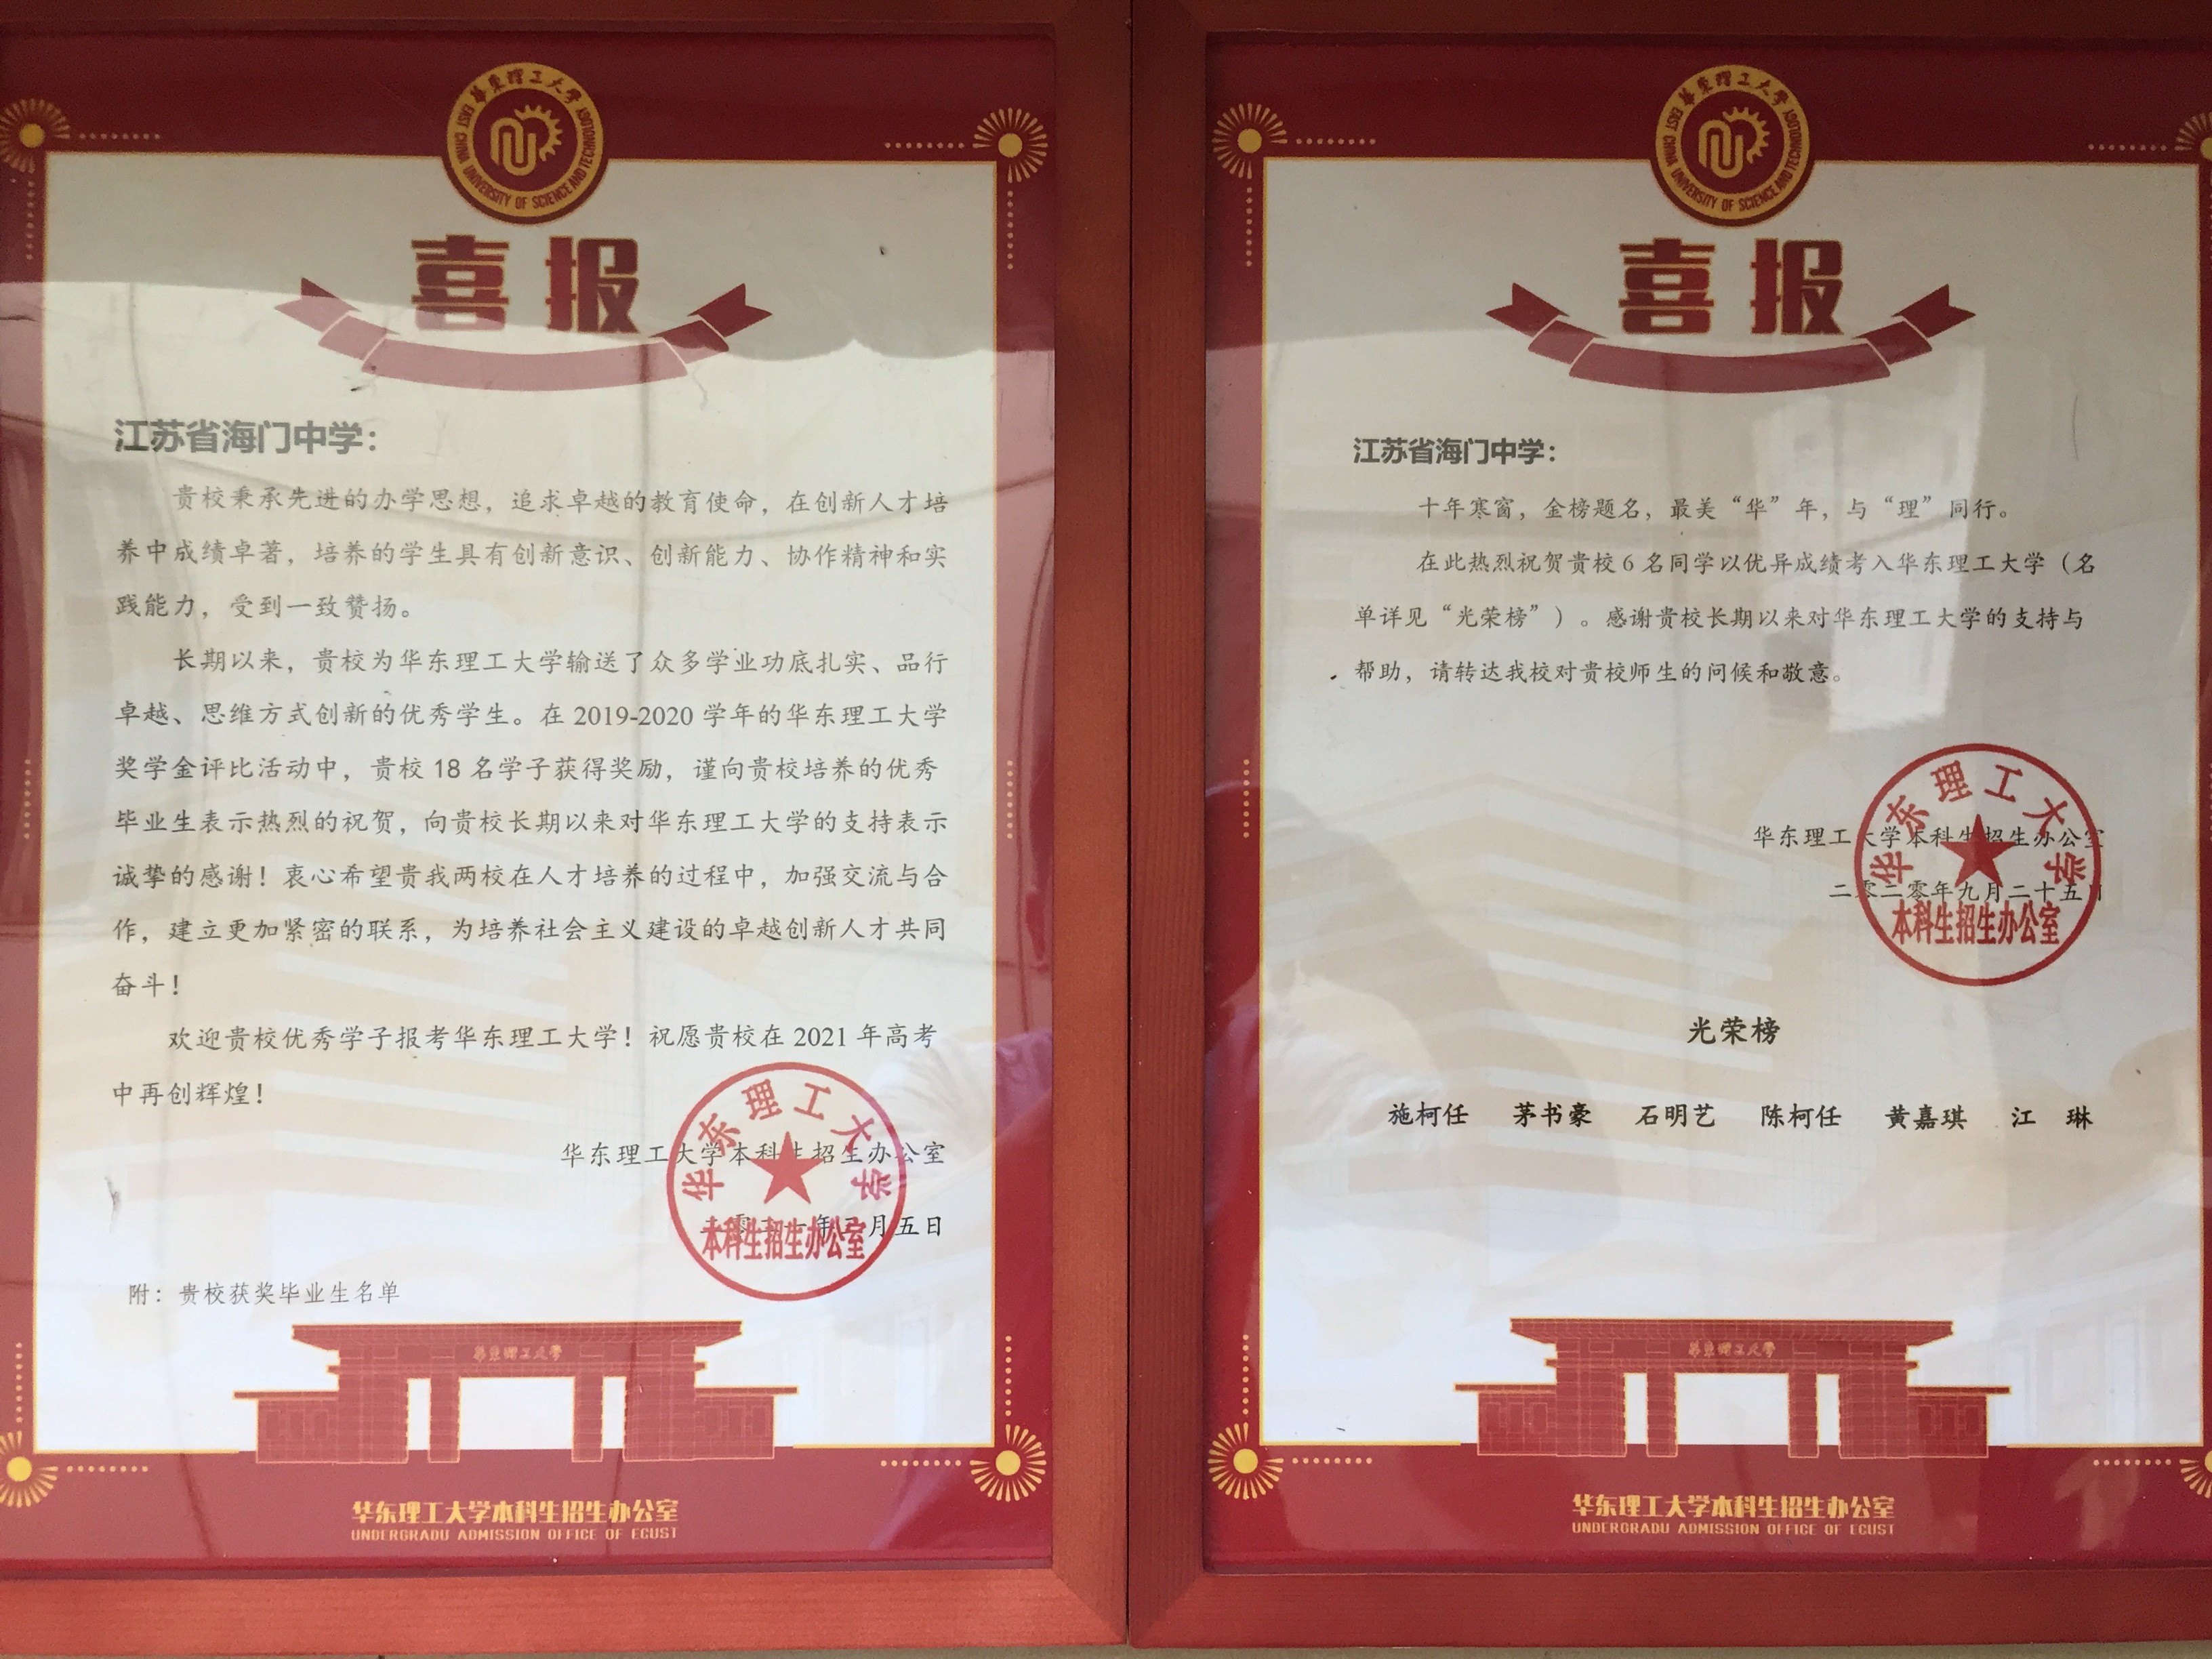 华东理工大学
EAST CHINA UNIVERSITY OF SCIENCE AND TECHNOLOGY
喜报
江苏省海门中学：
贵校秉承先进的办学思想，追求卓越的教育使命，在创新人才培
养中成绩卓著，培养的学生具有创新意识、创新能力、协作精神和实
践能力，受到一致赞扬。
长期以来，贵校为华东理工大学输送了众多学业功底扎实、品行
卓越、思维方式创新的优秀学生。在 2019-2020 学年的华东理工大学
奖学金评比活动中，贵校 18 名学子获得奖励，谨向贵校培养的优秀
毕业生表示热烈的祝贺，向贵校长期以来对华东理工大学的支持表示
诚挚的感谢！衷心希望贵我两校在人才培养的过程中，加强交流与合
作，建立更加紧密的联系，为培养社会主义建设的卓越创新人才共同
奋斗！
欢迎贵校优秀学子报考华东理工大学！祝愿贵校在 2021 年高考
中再创辉煌！
华东理工大学本科生招生办公室
月五日
华东理工大学
本科生招生办公室
附：贵校获奖毕业生名单
华东理工大学
华东理工大学本科生招生办公室
UNDERGRADU ADMISSION OFFICE OF ECUST
华东理工大学
EAST CHINA UNIVERSITY OF SCIENCE AND TECHNOLOGY
喜报
江苏省海门中学：
十年寒窗，金榜题名，最美“华”年，与“理”同行。
在此热烈祝贺贵校 6 名同学以优异成绩考入华东理工大学（名
单详见“光荣榜”）。感谢贵校长期以来对华东理工大学的支持与
帮助，请转达我校对贵校师生的问候和敬意。
华东理工大学本科生招生办公室
二零二零年九月二十五日
华东理工大学
本科生招生办公室
光荣榜
施柯任 茅书豪 石明艺 陈柯任 黄嘉琪 江 琳
华东理工大学
华东理工大学本科生招生办公室
UNDERGRADU ADMISSION OFFICE OF ECUST